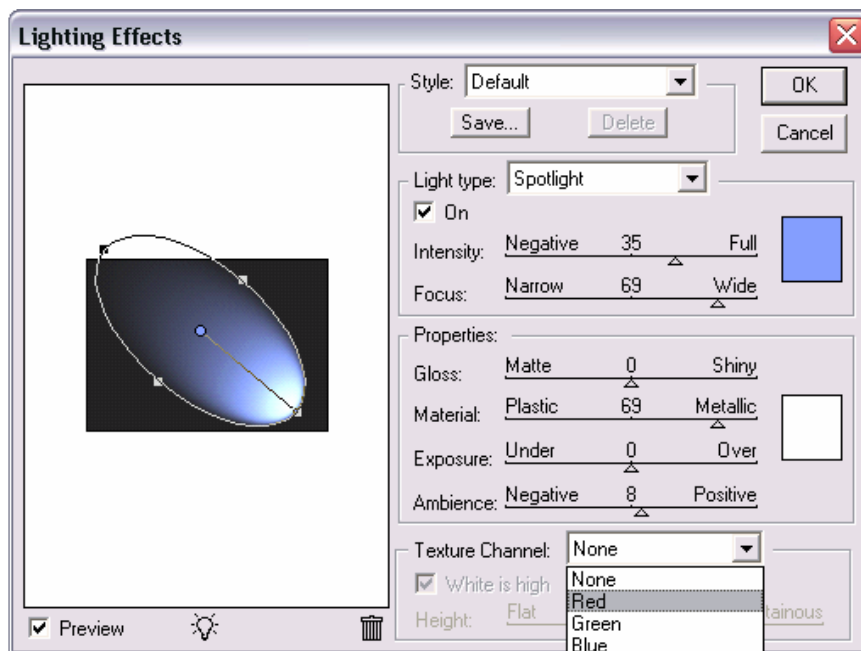 Lighting Effects
Style: Default
OK
Save... Delete
Cancel
Light type: Spotlight
On
Intensity: Negative 35 Full
Focus: Narrow 69 Wide
Properties:
Gloss: Matte 0 Shiny
Material: Plastic 69 Metallic
Exposure: Under 0 Over
Ambience: Negative 8 Positive
Texture Channel: None
White is high
None
Red
Height: Flat tainous
Green
Blue
Preview